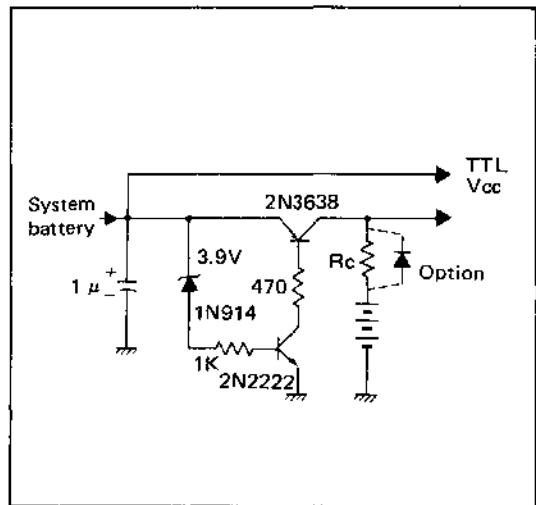 TTL
Vcc
System
battery
2N3638
3.9V
1 µ
+
−
470
Rc
Option
1N914
1K
2N2222